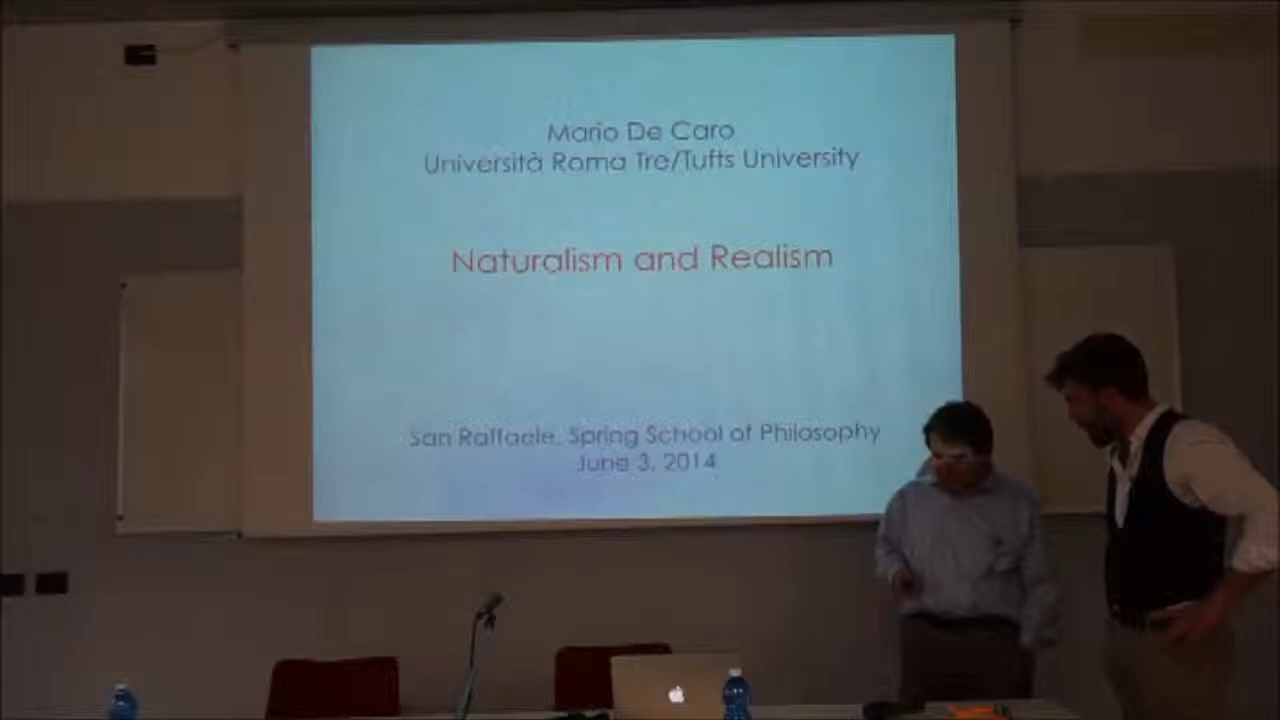 Mario De Caro
Università Roma Tre/Tufts University
Naturalism and Realism
San Raffaele, Spring School of Philosophy
June 3, 2014